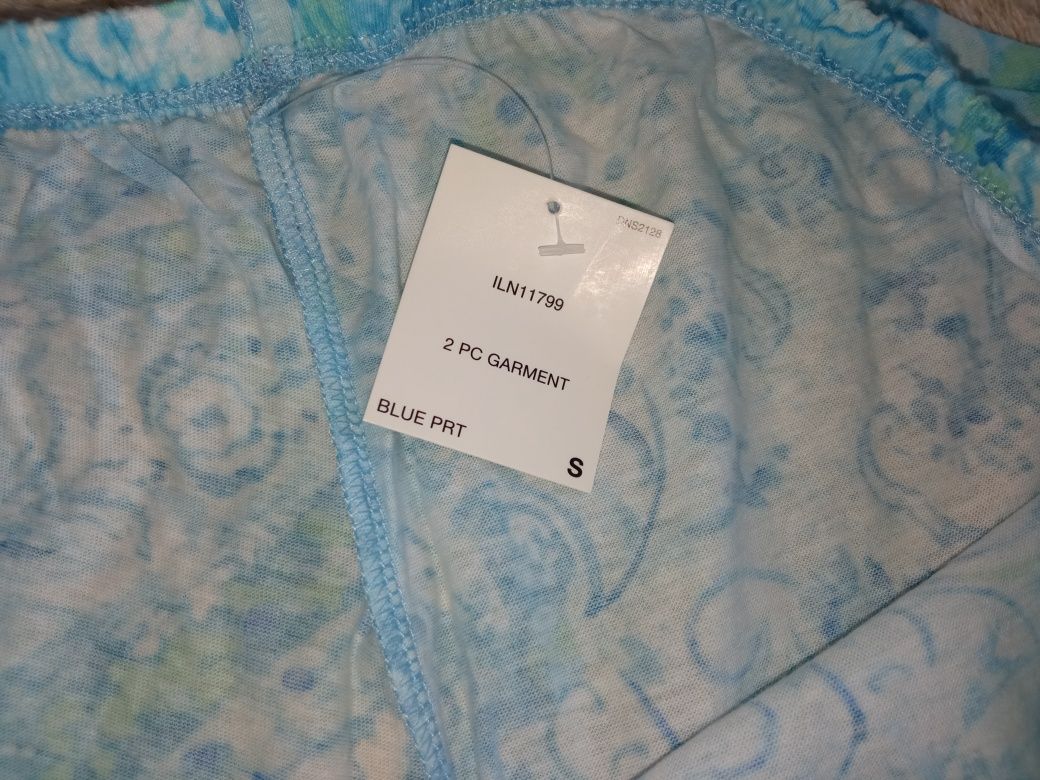 DNS2128
ILN11799
2 PC GARMENT
BLUE PRT
S